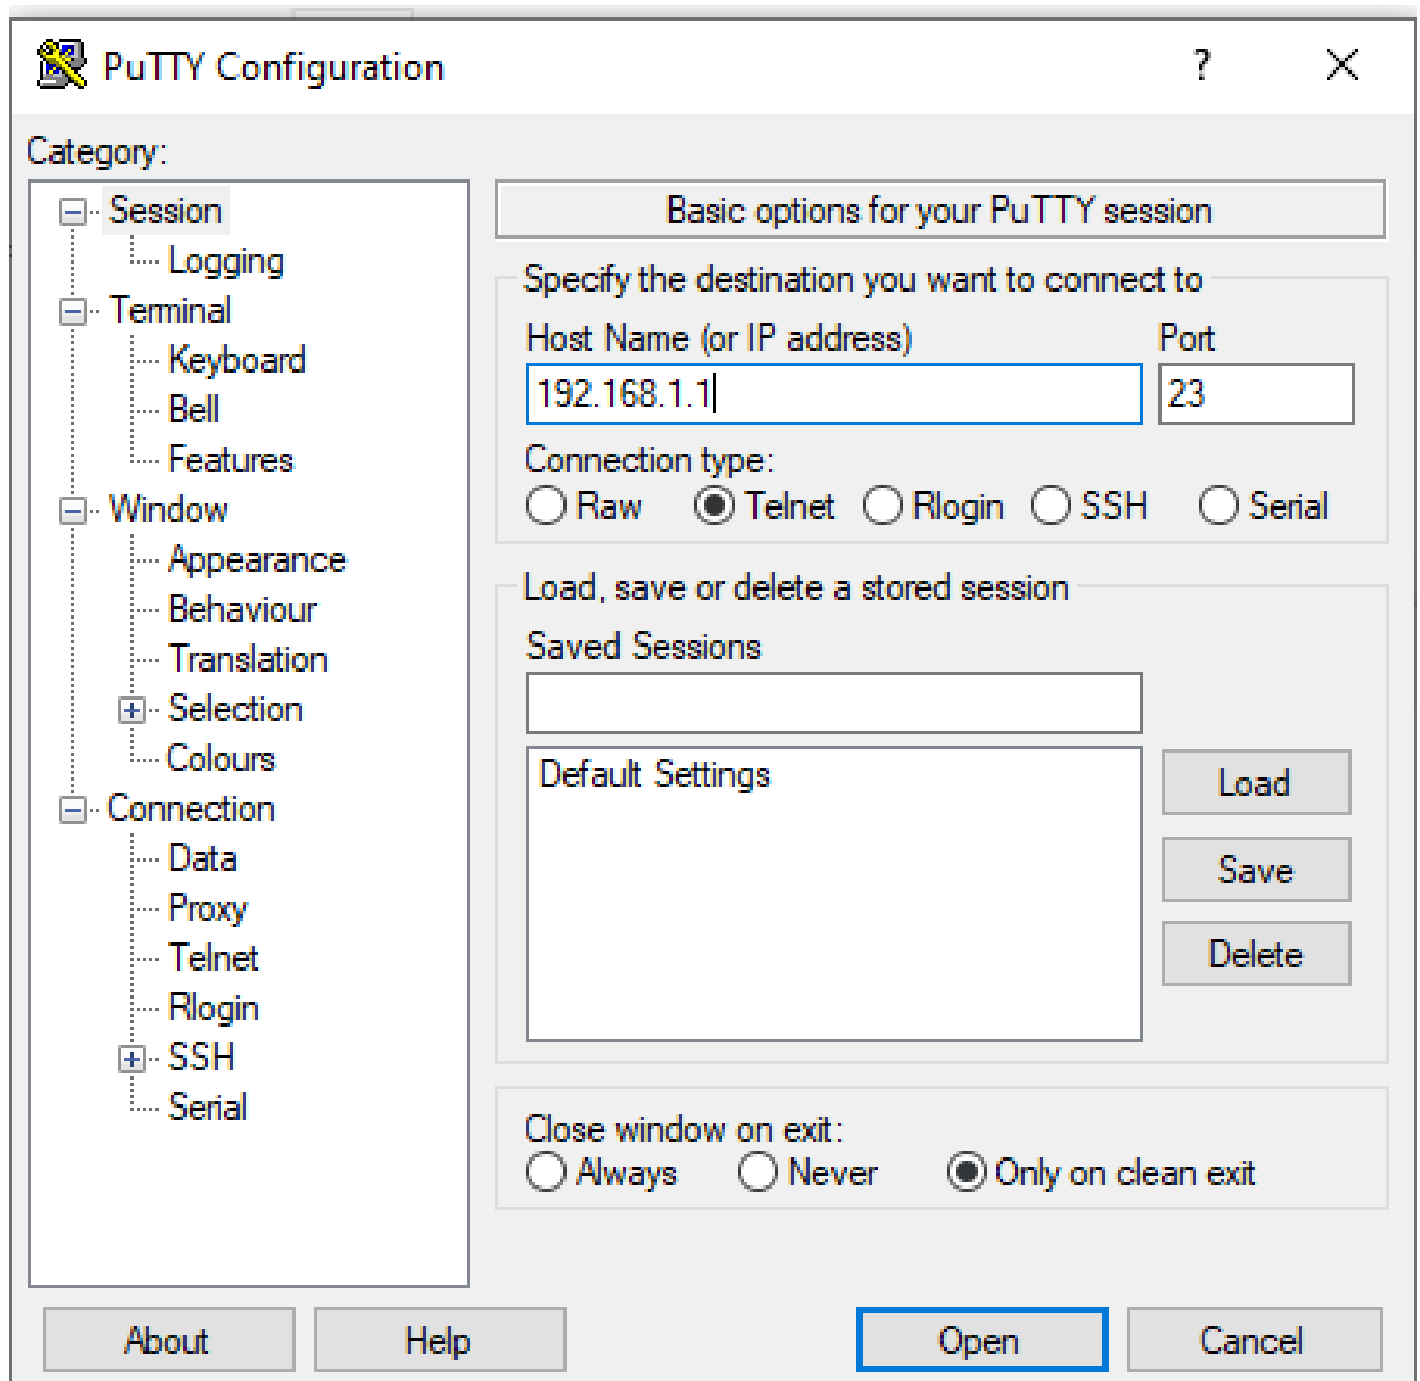 PuTTY Configuration
?
Category:
Session
Logging
Terminal
Keyboard
Bell
Features
Window
Appearance
Behaviour
Translation
Selection
Colours
Connection
Data
Proxy
Telnet
Rlogin
SSH
Serial
Basic options for your PuTTY session
Specify the destination you want to connect to
Host Name (or IP address) Port
192.168.1.1 23
Connection type:
Raw Telnet Rlogin SSH Serial
Load, save or delete a stored session
Saved Sessions
Default Settings
Load
Save
Delete
Close window on exit:
Always Never Only on clean exit
About Help Open Cancel